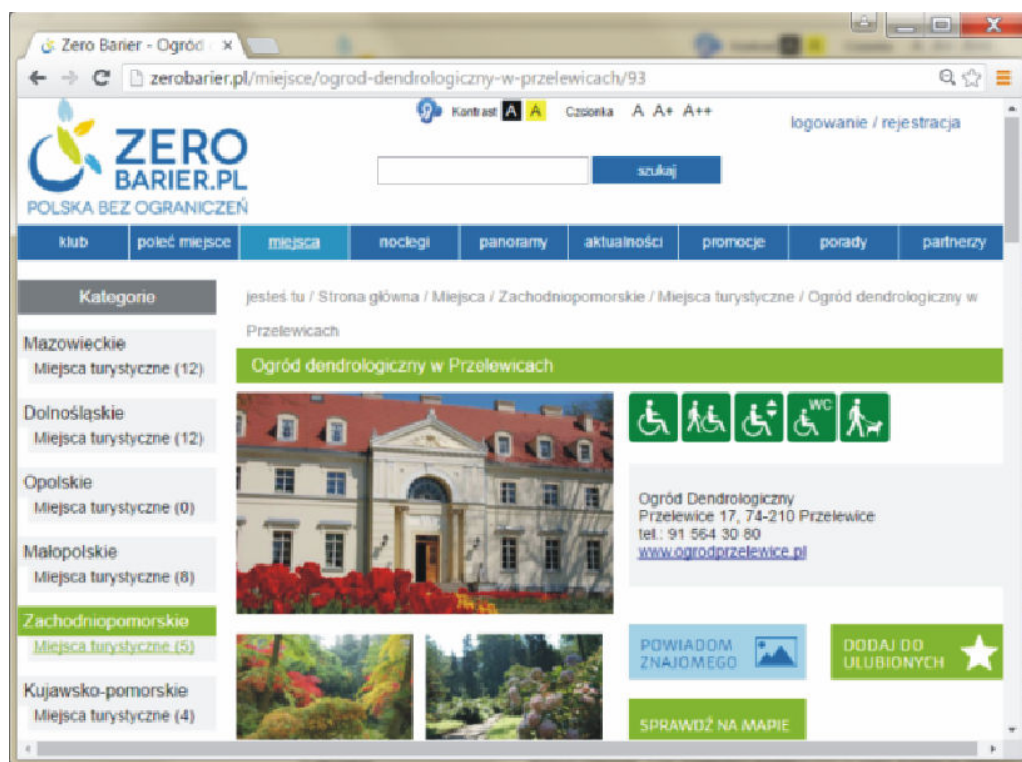 Zero Barier - Ogród
zerobarier.pl/miejsce/ogrod-dendrologiczny-w-przelewicach/93
Kontrast A A Czcionka A A+ A++
logowanie / rejestracja
ZERO
BARIER.PL
POLSKA BEZ OGRANICZEŃ
szukaj
klub poleć miejsce miejsca noclegi panoramy aktualności promocje porady partnerzy
Kategorie
jesteś tu / Strona główna / Miejsca / Zachodniopomorskie / Miejsca turystyczne / Ogród dendrologiczny w
Przelewicach
Mazowieckie
Miejsca turystyczne (12)
Dolnośląskie
Miejsca turystyczne (12)
Opolskie
Miejsca turystyczne (0)
Małopolskie
Miejsca turystyczne (8)
Zachodniopomorskie
Miejsca turystyczne (5)
Kujawsko-pomorskie
Miejsca turystyczne (4)
Ogród dendrologiczny w Przelewicach
WC
Ogród Dendrologiczny
Przelewice 17, 74-210 Przelewice
tel.: 91 564 30 80
www.ogrodprzelewice.pl
POWIADOM
ZNAJOMEGO
DODAJ DO
ULUBIONYCH
SPRAWDŹ NA MAPIE